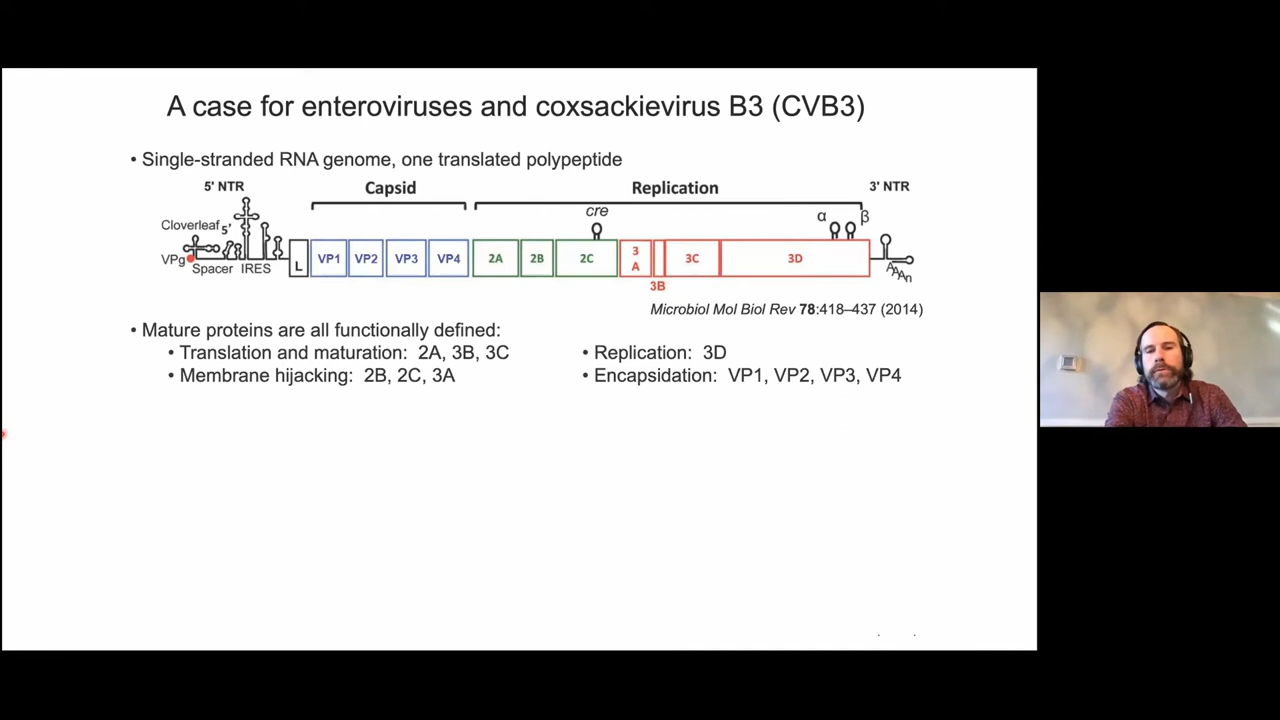 A case for enteroviruses and coxsackievirus B3 (CVB3)
• Single-stranded RNA genome, one translated polypeptide
5' NTR Capsid Replication 3' NTR
cre α β
Cloverleaf 5'
VPg Spacer IRES L VP1 VP2 VP3 VP4 2A 2B 2C 3A 3B 3C 3D AAAn
Microbiol Mol Biol Rev 78:418–437 (2014)
• Mature proteins are all functionally defined:
• Translation and maturation: 2A, 3B, 3C
• Membrane hijacking: 2B, 2C, 3A
• Replication: 3D
• Encapsidation: VP1, VP2, VP3, VP4